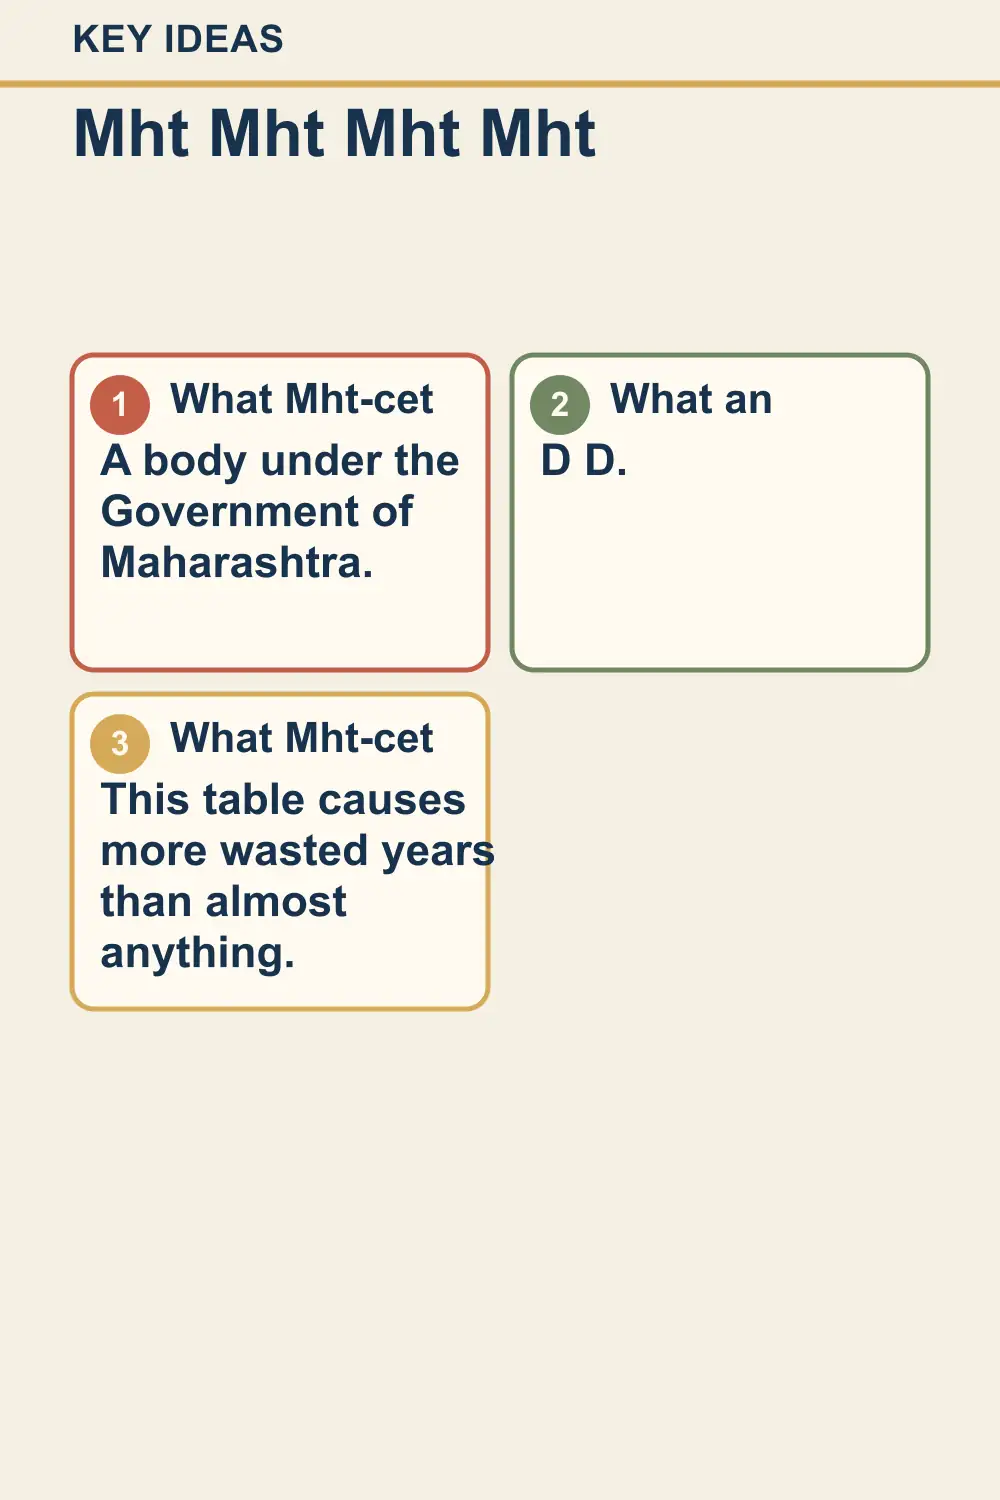 KEY IDEAS
Mht Mht Mht Mht
1 What Mht-cet
A body under the
Government of
Maharashtra.
2 What an
D D.
3 What Mht-cet
This table causes
more wasted years
than almost
anything.